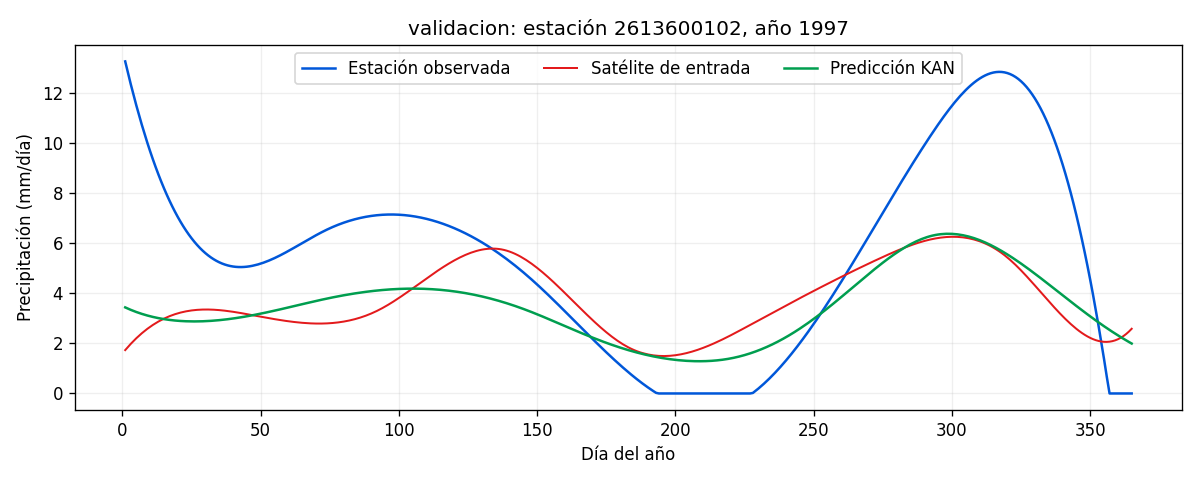 validacion: estación 2613600102, año 1997
Estación observada
Satélite de entrada
Predicción KAN
Precipitación (mm/día)
12
10
8
6
4
2
0
0 50 100 150 200 250 300 350
Día del año